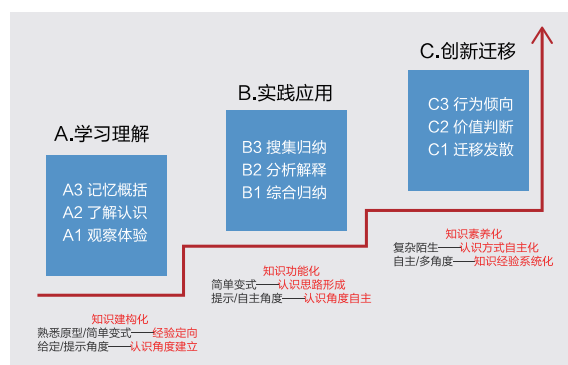 C.创新迁移
C3 行为倾向
C2 价值判断
C1 迁移发散
B.实践应用
B3 搜集归纳
B2 分析解释
B1 综合归纳
A.学习理解
A3 记忆概括
A2 了解认识
A1 观察体验
知识素养化
复杂陌生——认识方式自主化
自主/多角度——知识经验系统化
知识功能化
简单变式——认识思路形成
提示/自主角度——认识角度自主
知识建构化
熟悉原型/简单变式——经验定向
给定/提示角度——认识角度建立